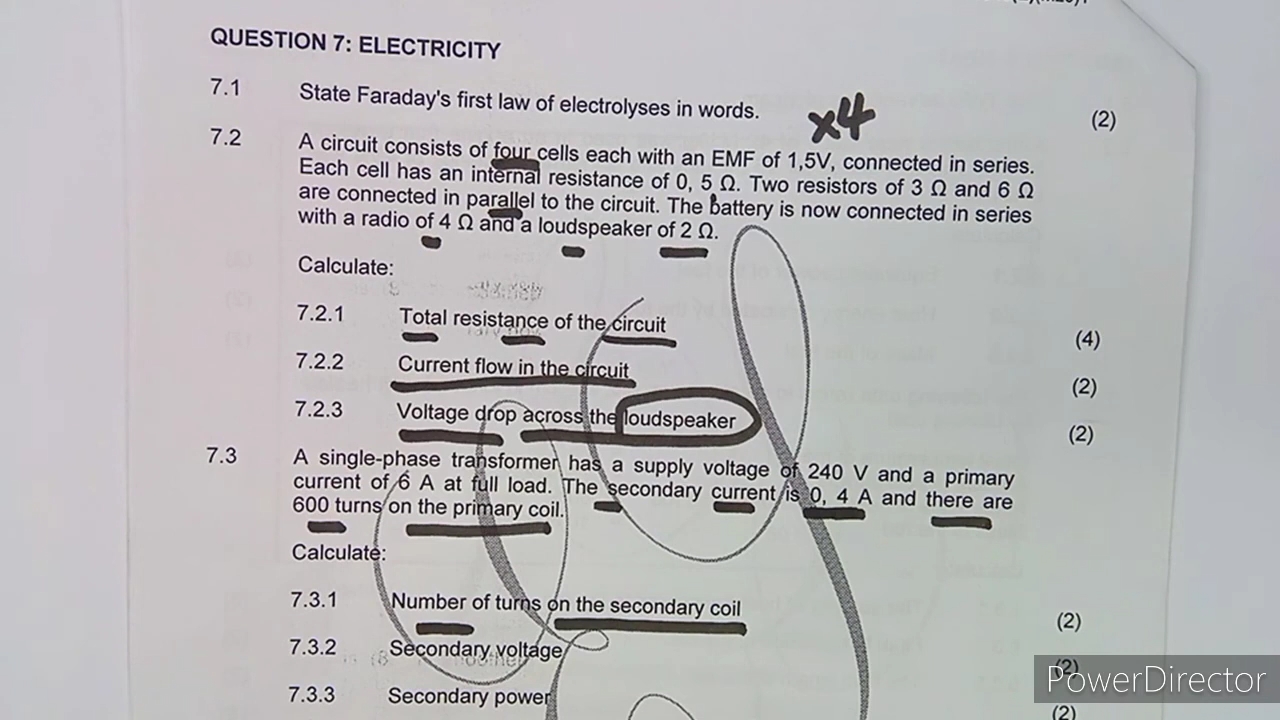 QUESTION 7: ELECTRICITY
7.1 State Faraday's first law of electrolyses in words. (2)
x4
7.2 A circuit consists of four cells each with an EMF of 1,5V, connected in series.
Each cell has an internal resistance of 0, 5 Ω. Two resistors of 3 Ω and 6 Ω
are connected in parallel to the circuit. The battery is now connected in series
with a radio of 4 Ω and a loudspeaker of 2 Ω.
Calculate:
7.2.1 Total resistance of the circuit (4)
7.2.2 Current flow in the circuit (2)
7.2.3 Voltage drop across the loudspeaker (2)
7.3 A single-phase transformer has a supply voltage of 240 V and a primary
current of 6 A at full load. The secondary current is 0, 4 A and there are
600 turns on the primary coil.
Calculate:
7.3.1 Number of turns on the secondary coil (2)
7.3.2 Secondary voltage (2)
7.3.3 Secondary power (2)
PowerDirector